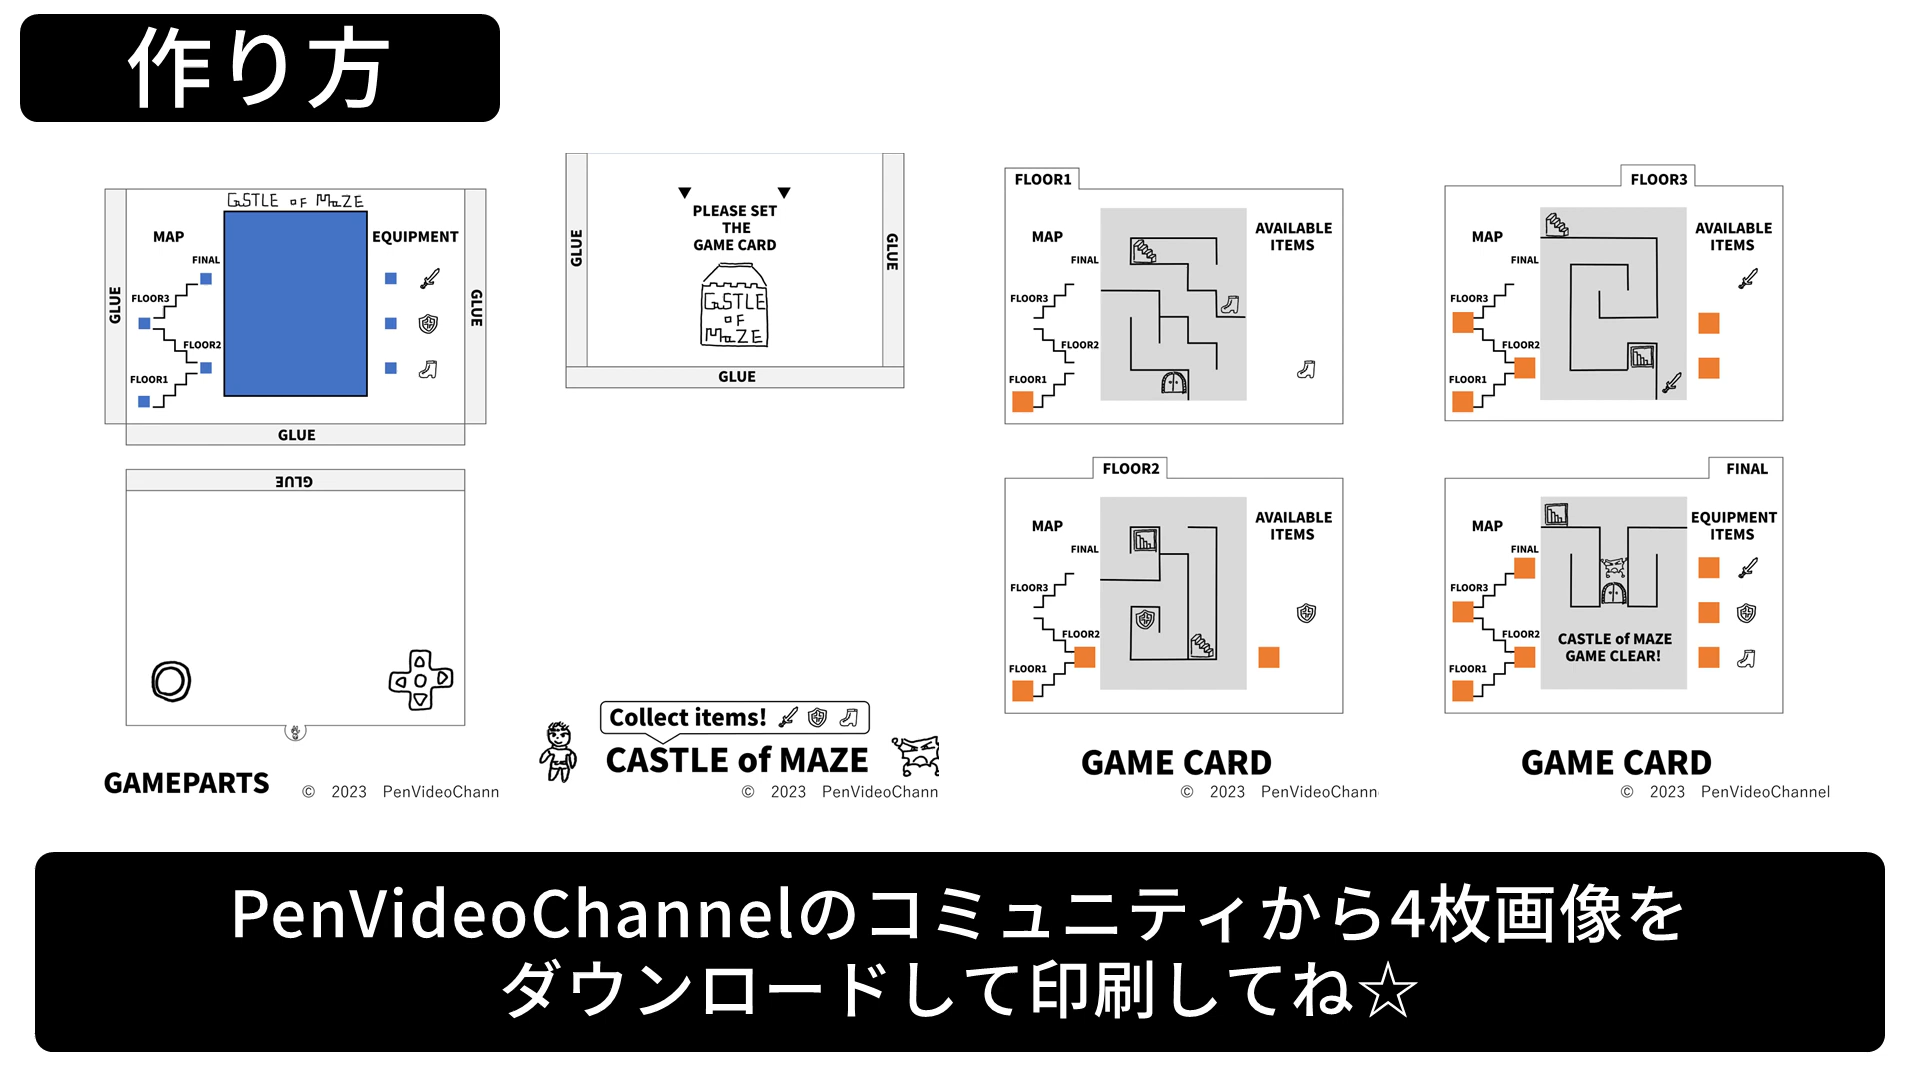 作り方
CaSTLE oF MaZE
MAP
EQUIPMENT
FINAL
FLOOR3
FLOOR2
FLOOR1
GLUE
GLUE
GLUE
GLUE
GAMEPARTS
© 2023 PenVideoChann
GLUE
GLUE
PLEASE SET
THE
GAME CARD
CaSTLE
oF
MaZE
GLUE
Collect items!
CASTLE of MAZE
© 2023 PenVideoChann
FLOOR1
MAP
AVAILABLE
ITEMS
FINAL
FLOOR3
FLOOR2
FLOOR1
FLOOR2
MAP
AVAILABLE
ITEMS
FINAL
FLOOR3
FLOOR2
FLOOR1
GAME CARD
© 2023 PenVideoChann
FLOOR3
MAP
AVAILABLE
ITEMS
FINAL
FLOOR3
FLOOR2
FLOOR1
FINAL
MAP
EQUIPMENT
ITEMS
FINAL
FLOOR3
FLOOR2
FLOOR1
CASTLE of MAZE
GAME CLEAR!
GAME CARD
© 2023 PenVideoChannel
PenVideoChannelのコミュニティから4枚画像を
ダウンロードして印刷してね☆